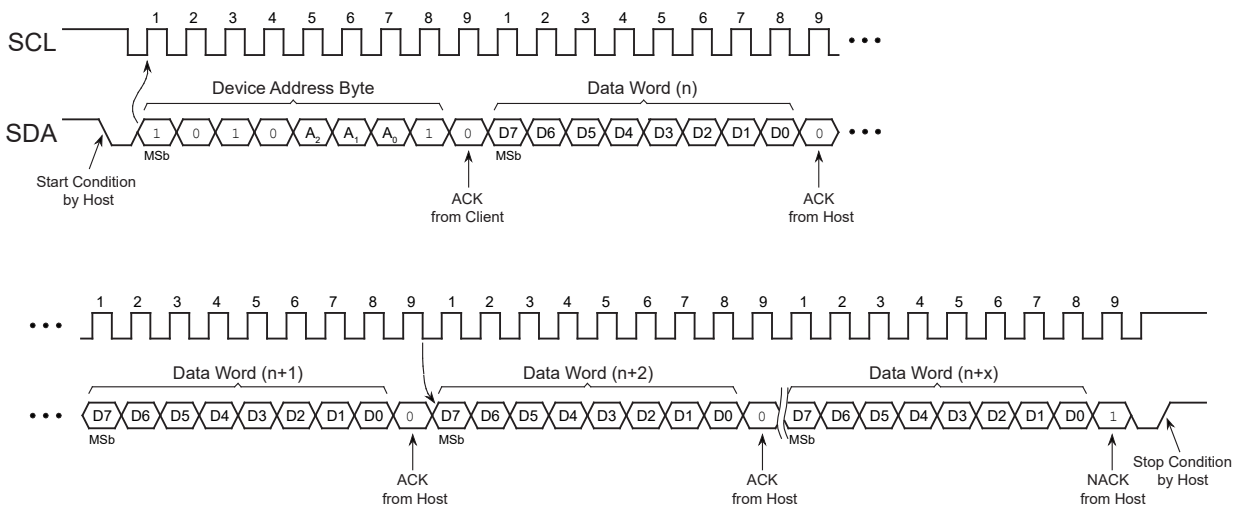 1 2 3 4 5 6 7 8 9 1 2 3 4 5 6 7 8 9
SCL
Device Address Byte Data Word (n)
SDA 1 0 1 0 A2 A1 A0 1 0 D7 D6 D5 D4 D3 D2 D1 D0 0
MSb MSb
Start Condition
by Host
ACK
from Client
ACK
from Host
1 2 3 4 5 6 7 8 9 1 2 3 4 5 6 7 8 9 1 2 3 4 5 6 7 8 9
Data Word (n+1) Data Word (n+2) Data Word (n+x)
D7 D6 D5 D4 D3 D2 D1 D0 0 D7 D6 D5 D4 D3 D2 D1 D0 0 D7 D6 D5 D4 D3 D2 D1 D0 1
MSb MSb MSb
ACK
from Host
ACK
from Host
NACK
from Host
Stop Condition
by Host